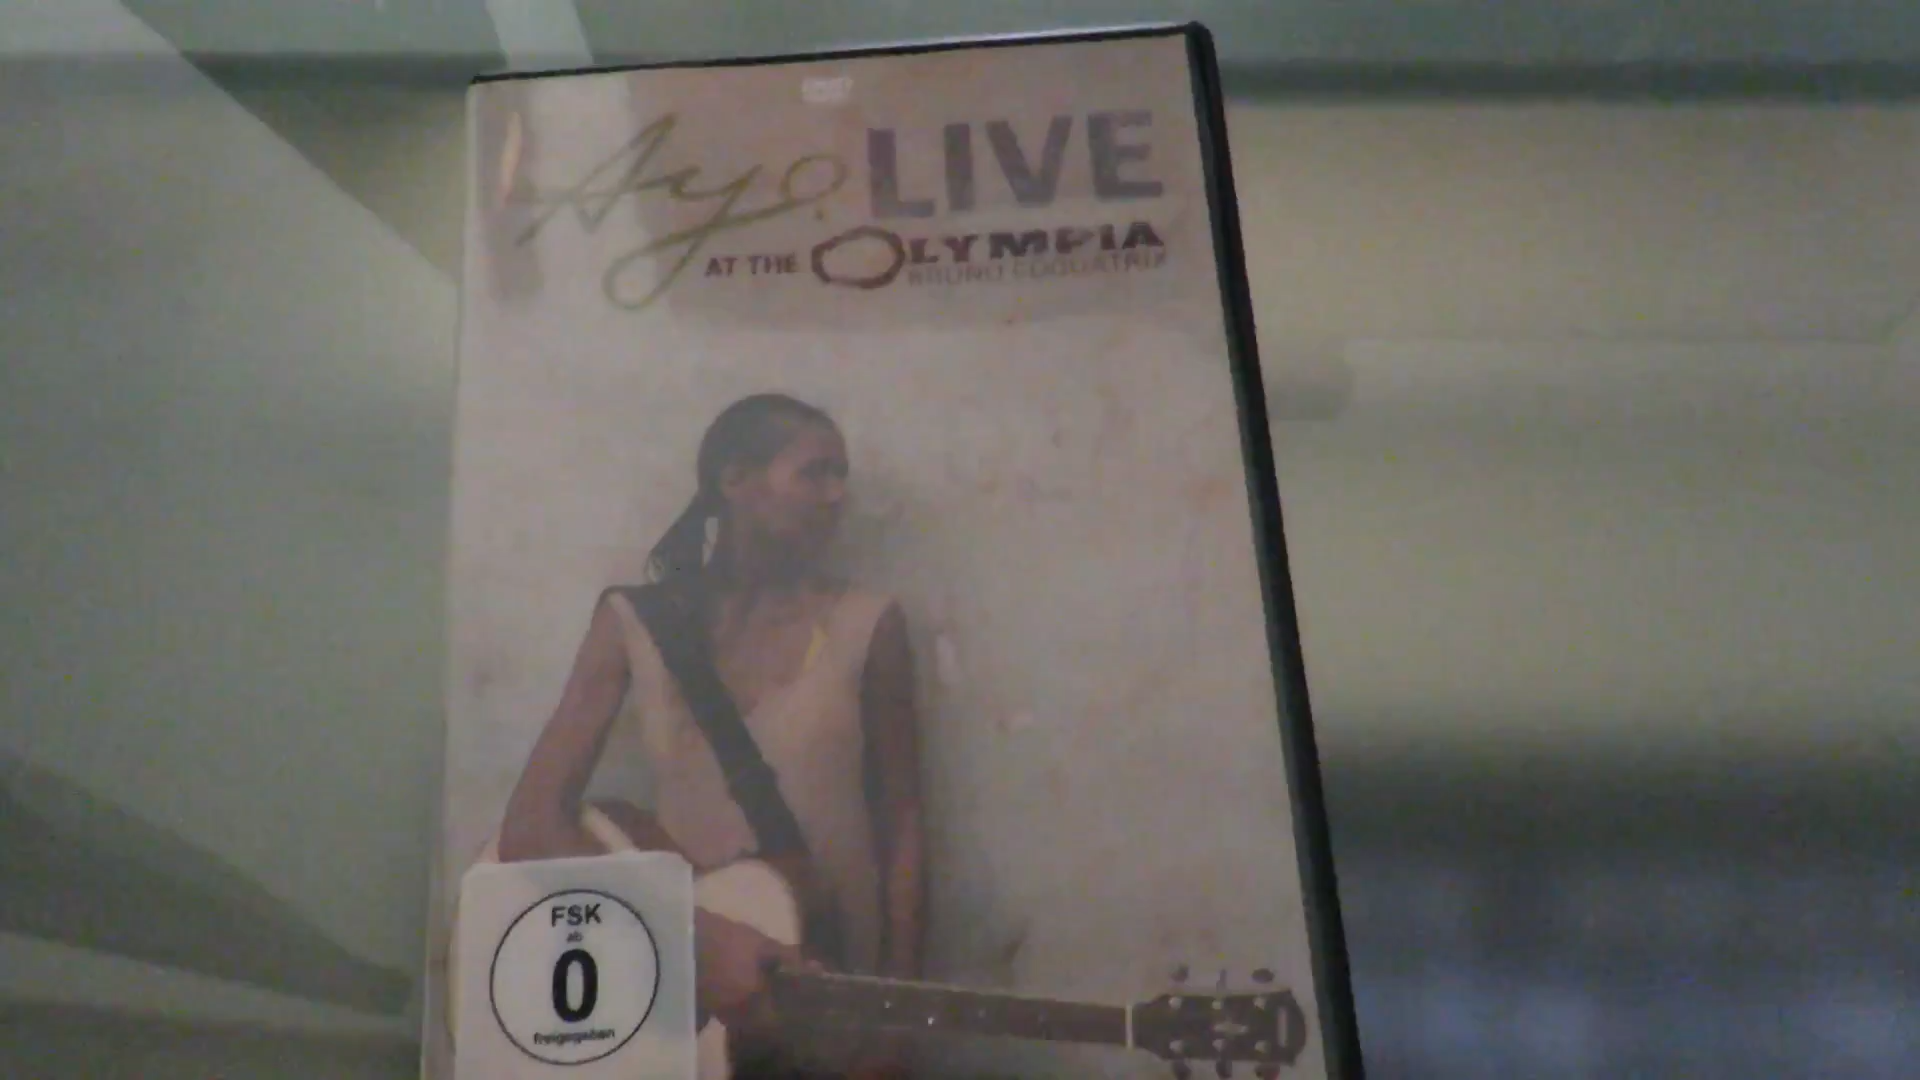 Ayo. LIVE
AT THE OLYMPIA
BRUNO COQUATRIX
FSK
ab
0
freigegeben